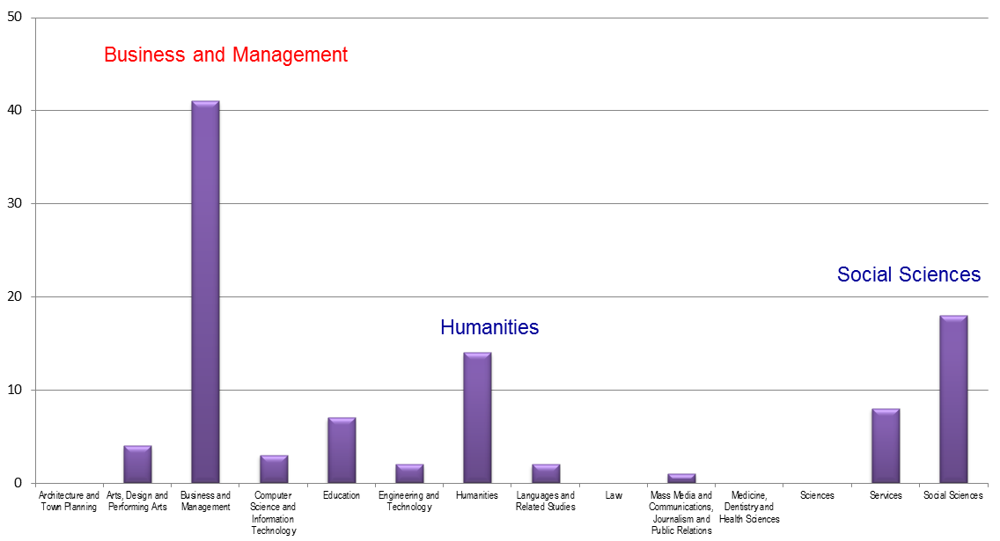 50
Business and Management
40
30
Social Sciences
20
Humanities
10
0
Architecture and
Town Planning
Arts, Design and
Performing Arts
Business and
Management
Computer
Science and
Information
Technology
Education
Engineering and
Technology
Humanities
Languages and
Related Studies
Law
Mass Media and
Communications,
Journalism and
Public Relations
Medicine,
Dentistry and
Health Sciences
Sciences
Services
Social Sciences